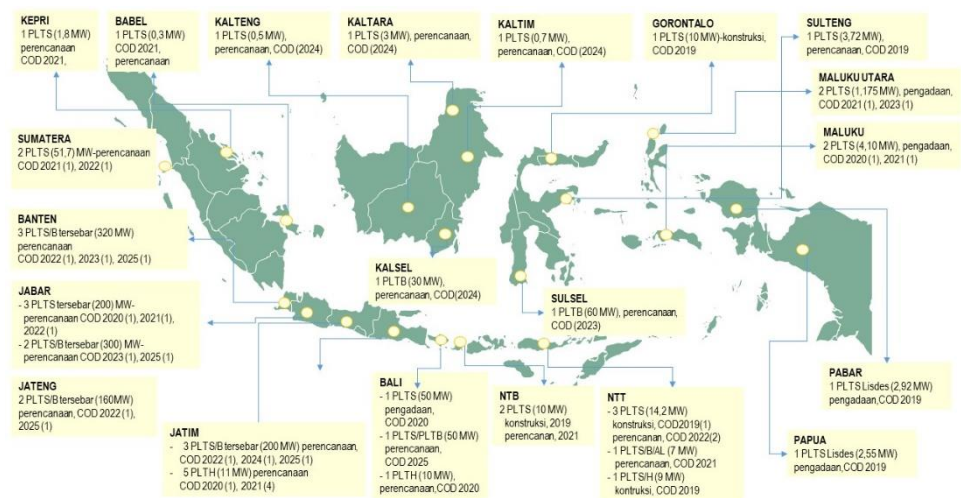 KEPRI
1 PLTS (1,8 MW)
perencanaan
COD 2021,
BABEL
1 PLTS (0,3 MW)
COD 2021,
perencanaan
KALTENG
1 PLTS (0,5 MW),
perencanaan, COD (2024)
KALTARA
1 PLTS (3 MW), perencanaan,
COD (2024)
KALTIM
1 PLTS (0,7 MW),
perencanaan, COD (2024)
GORONTALO
1 PLTS (10 MW)-konstruksi,
COD 2019
SULTENG
1 PLTS (3,72 MW),
perencanaan, COD 2019
MALUKU UTARA
2 PLTS (1,175 MW), pengadaan,
COD 2021 (1), 2023 (1)
MALUKU
2 PLTS (4,10 MW), pengadaan,
COD 2020 (1), 2021 (1)
SUMATERA
2 PLTS (51,7) MW-perencanaan
COD 2021 (1), 2022 (1)
BANTEN
3 PLTS/B tersebar (320 MW)
perencanaan
COD 2022 (1), 2023 (1), 2025 (1)
JABAR
- 3 PLTS tersebar (200) MW-
perencanaan COD 2020 (1), 2021(1),
2022 (1)
- 2 PLTS/B tersebar (300) MW-
perencanaan COD 2023 (1), 2025 (1)
JATENG
2 PLTS/B tersebar (160MW)
perencanaan, COD 2022 (1),
2025 (1)
JATIM
- 3 PLTS/B tersebar (200 MW) perencanaan,
COD 2022 (1), 2024 (1), 2025 (1)
- 5 PLTH (11 MW) perencanaan
COD 2020 (1), 2021 (4)
KALSEL
1 PLTB (30 MW),
perencanaan, COD(2024)
SULSEL
1 PLTB (60 MW), perencanaan,
COD (2023)
BALI
- 1 PLTS (50 MW)
pengadaan,
COD 2020
- 1 PLTS/PLTB (50 MW)
perencanaan,
COD 2025
- 1 PLTH (10 MW),
perencanaan,COD 2020
NTB
2 PLTS (10 MW)
konstruksi, 2019
perencanan, 2021
NTT
- 3 PLTS (14,2 MW)
konstruksi, COD2019(1)
perencanan, COD 2022(2)
- 1 PLTS/B/AL (7 MW)
perencanaan, COD 2021
- 1 PLTS/H (9 MW)
kontruksi, COD 2019
PABAR
1 PLTS Lisdes (2,92 MW)
pengadaan,COD 2019
PAPUA
1 PLTS Lisdes (2,55 MW)
pengadaan,COD 2019